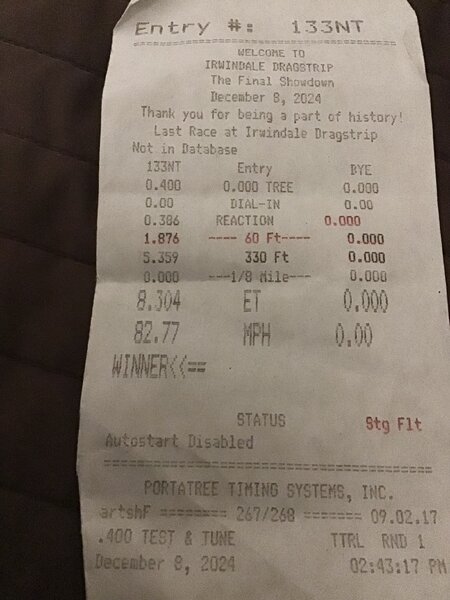 Entry #: 133NT
WELCOME TO
IRWINDALE DRAGSTRIP
The Final Showdown
December 8, 2024
Thank you for being a part of history!
Last Race at Irwindale Dragstrip
Not in Database
133NT Entry BYE
0.400 0.000 TREE 0.000
0.00 DIAL-IN 0.00
0.306 REACTION 0.000
1.876 ---- 60 Ft---- 0.000
5.359 330 Ft 0.000
0.000 ---1/8 Mile--- 0.000
8.304 ET 0.000
82.77 MPH 0.00
WINNER<<==
STATUS Stg Flt
Autostart Disabled
PORTATREE TIMING SYSTEMS, INC.
artshF ======== 267/268 ======= 09.02.17
.400 TEST & TUNE TTRL RND 1
December 8, 2024 02:43:17 PM